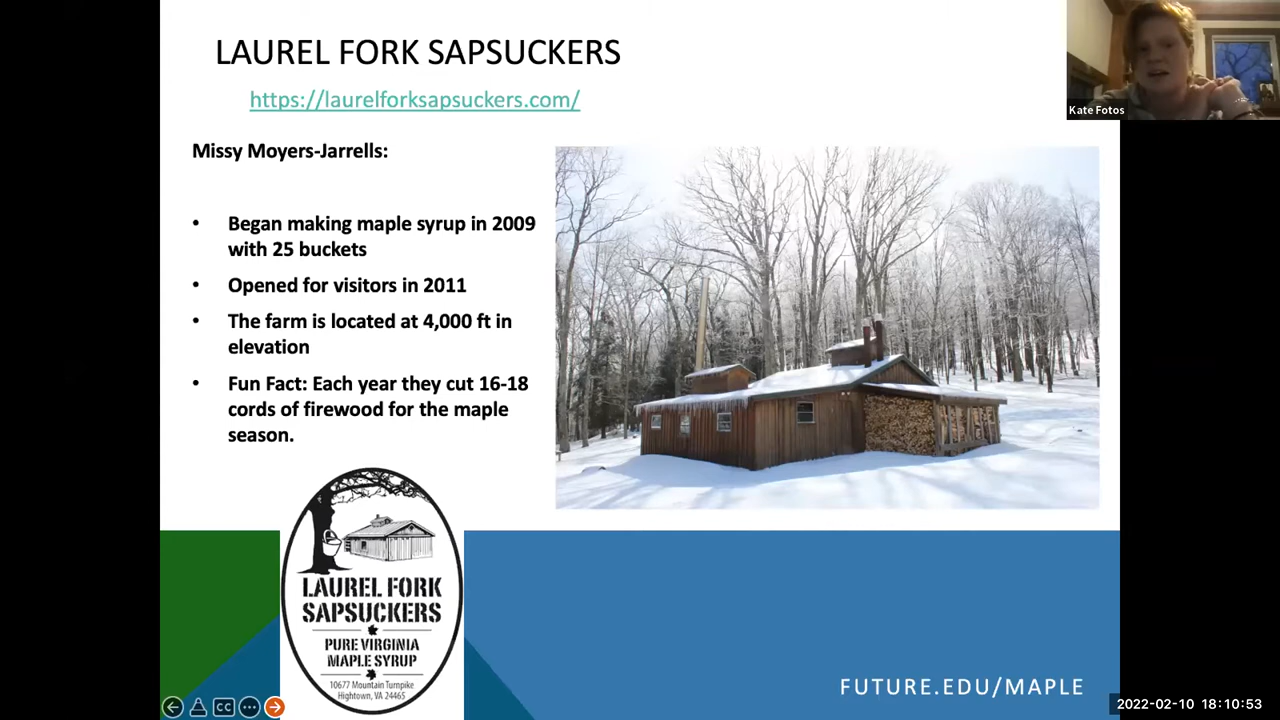 LAUREL FORK SAPSUCKERS
https://laurelforksapsuckers.com/
Kate Fotos
Missy Moyers-Jarrells:
• Began making maple syrup in 2009
with 25 buckets
• Opened for visitors in 2011
• The farm is located at 4,000 ft in
elevation
• Fun Fact: Each year they cut 16-18
cords of firewood for the maple
season.
LAUREL FORK
SAPSUCKERS
PURE VIRGINIA
MAPLE SYRUP
10677 Mountain Turnpike
Hightown, VA 24465
FUTURE.EDU/MAPLE
CC
2022-02-10 18:10:53